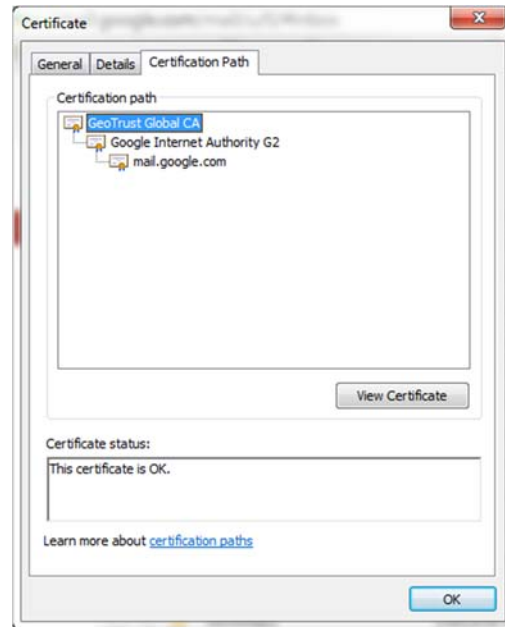 Certificate
General Details Certification Path
Certification path
GeoTrust Global CA
Google Internet Authority G2
mail.google.com
View Certificate
Certificate status:
This certificate is OK.
Learn more about certification paths
OK